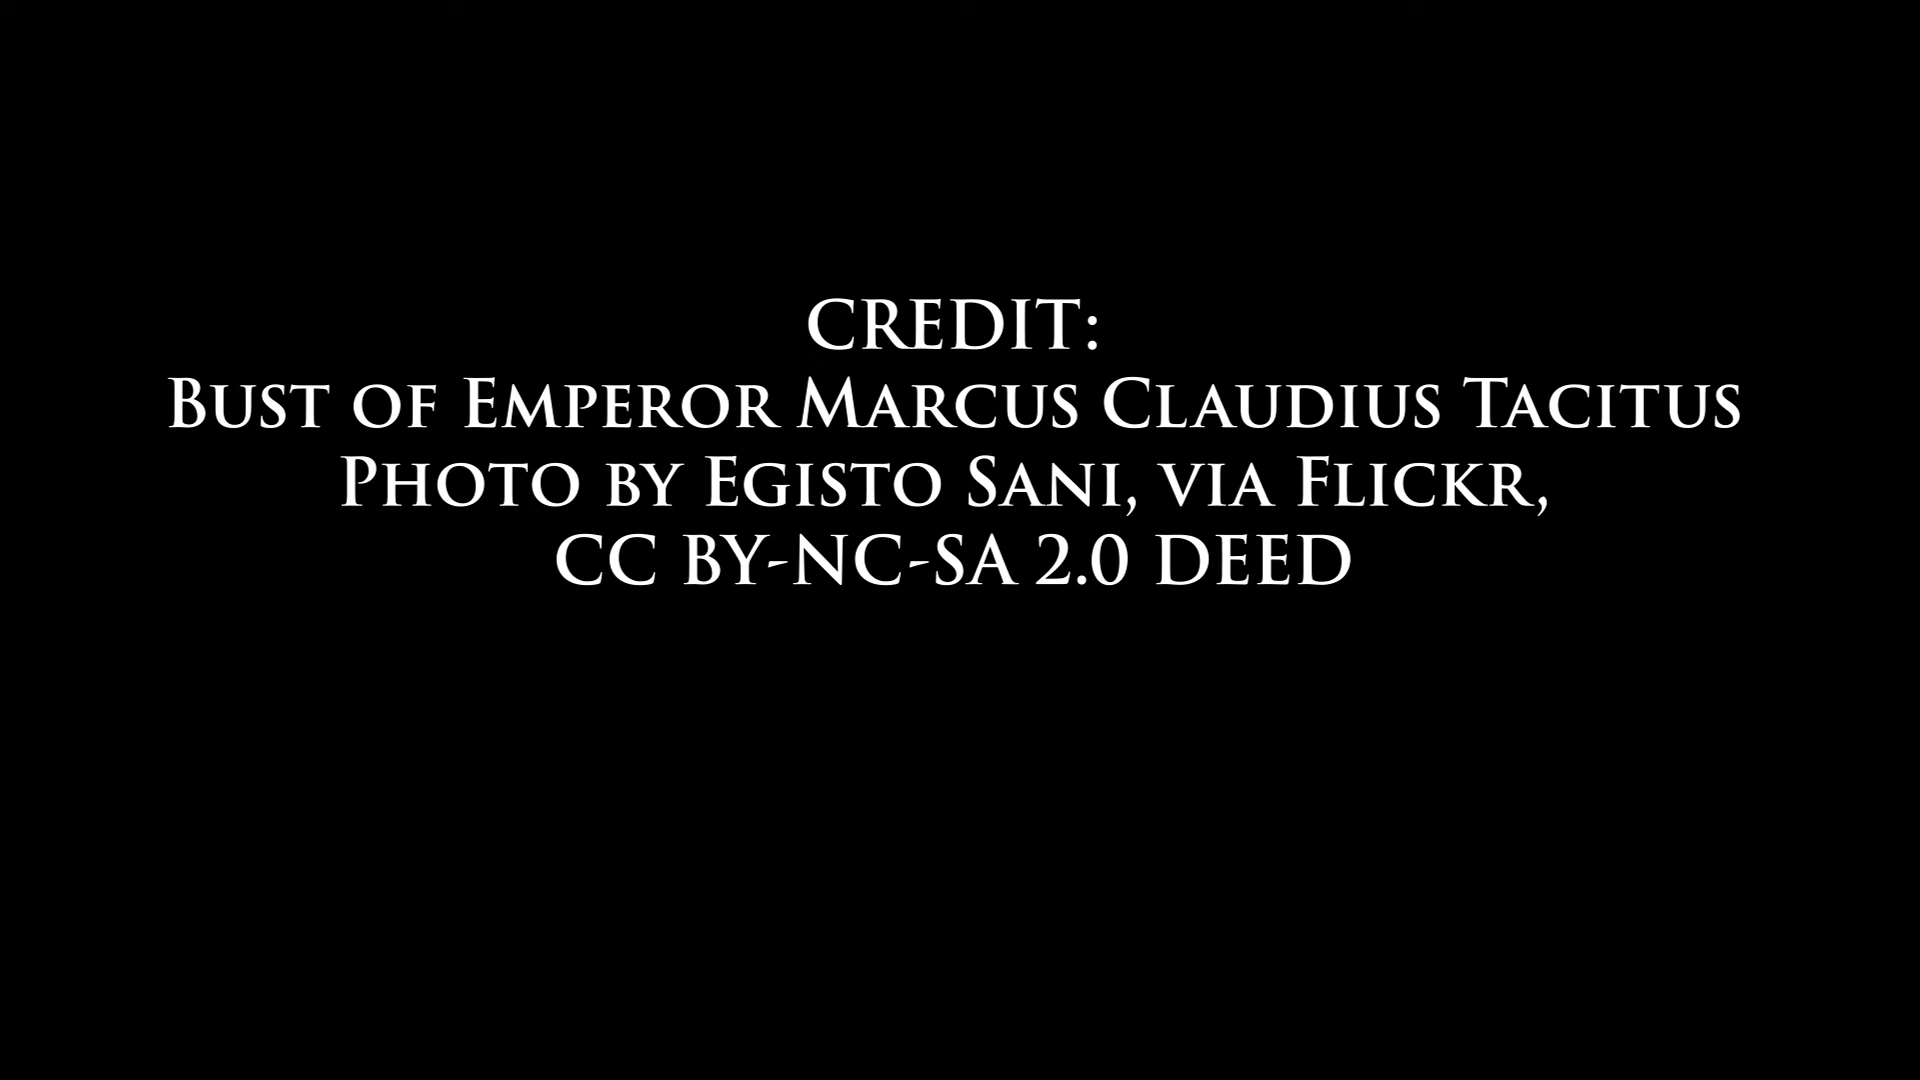 CREDIT:
Bust of Emperor Marcus Claudius Tacitus
Photo by Egisto Sani, via Flickr,
CC BY-NC-SA 2.0 DEED